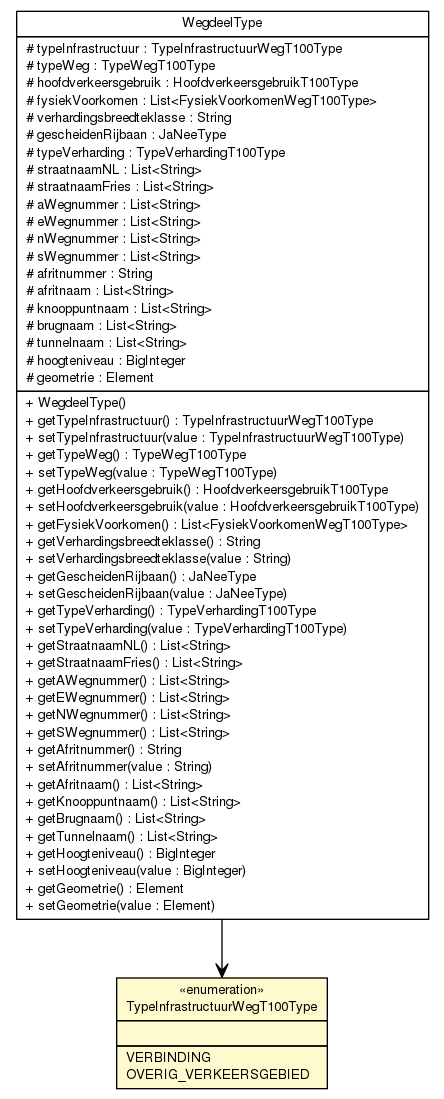 WegdeelType
# typeInfrastructuur : TypeInfrastructuurWegT100Type
# typeWeg : TypeWegT100Type
# hoofdverkeersgebruik : HoofdverkeersgebruikT100Type
# fysiekVoorkomen : List<FysiekVoorkomenWegT100Type>
# verhardingsbreedteklasse : String
# gescheidenRijbaan : JaNeeType
# typeVerharding : TypeVerhardingT100Type
# straatnaamNL : List<String>
# straatnaamFries : List<String>
# aWegnummer : List<String>
# eWegnummer : List<String>
# nWegnummer : List<String>
# sWegnummer : List<String>
# afritnummer : String
# afritnaam : List<String>
# knooppuntnaam : List<String>
# brugnaam : List<String>
# tunnelnaam : List<String>
# hoogteniveau : BigInteger
# geometrie : Element
+ WegdeelType()
+ getTypeInfrastructuur() : TypeInfrastructuurWegT100Type
+ setTypeInfrastructuur(value : TypeInfrastructuurWegT100Type)
+ getTypeWeg() : TypeWegT100Type
+ setTypeWeg(value : TypeWegT100Type)
+ getHoofdverkeersgebruik() : HoofdverkeersgebruikT100Type
+ setHoofdverkeersgebruik(value : HoofdverkeersgebruikT100Type)
+ getFysiekVoorkomen() : List<FysiekVoorkomenWegT100Type>
+ getVerhardingsbreedteklasse() : String
+ setVerhardingsbreedteklasse(value : String)
+ getGescheidenRijbaan() : JaNeeType
+ setGescheidenRijbaan(value : JaNeeType)
+ getTypeVerharding() : TypeVerhardingT100Type
+ setTypeVerharding(value : TypeVerhardingT100Type)
+ getStraatnaamNL() : List<String>
+ getStraatnaamFries() : List<String>
+ getAWegnummer() : List<String>
+ getEWegnummer() : List<String>
+ getNWegnummer() : List<String>
+ getSWegnummer() : List<String>
+ getAfritnummer() : String
+ setAfritnummer(value : String)
+ getAfritnaam() : List<String>
+ getKnooppuntnaam() : List<String>
+ getBrugnaam() : List<String>
+ getTunnelnaam() : List<String>
+ getHoogteniveau() : BigInteger
+ setHoogteniveau(value : BigInteger)
+ getGeometrie() : Element
+ setGeometrie(value : Element)
«enumeration»
TypeInfrastructuurWegT100Type
VERBINDING
OVERIG_VERKEERSGEBIED